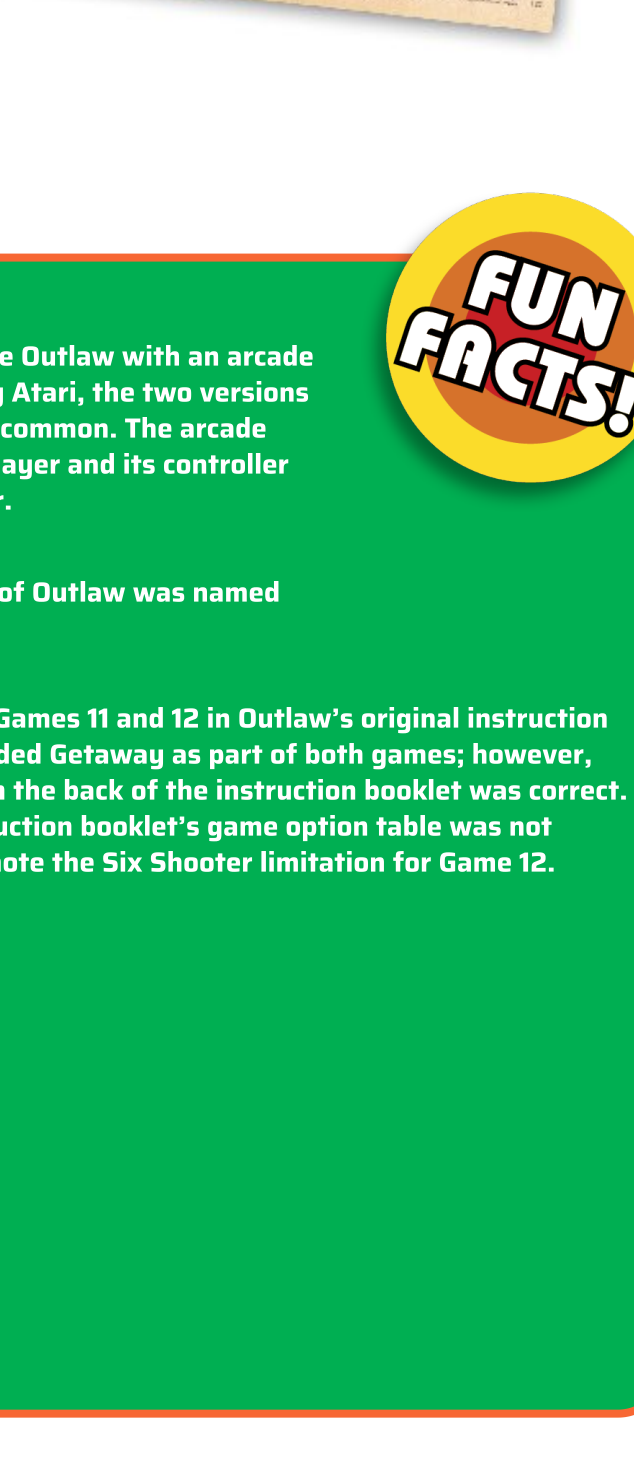 FUN
FACTS!
e Outlaw with an arcade
Atari, the two versions
common. The arcade
ayer and its controller
r.
of Outlaw was named
Games 11 and 12 in Outlaw's original instruction
ded Getaway as part of both games; however,
the back of the instruction booklet was correct.
uction booklet's game option table was not
ote the Six Shooter limitation for Game 12.